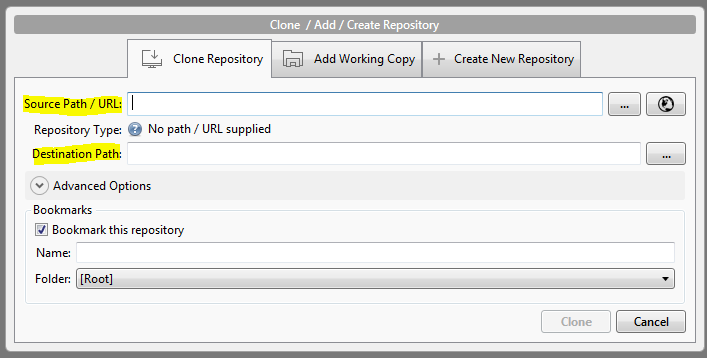 Clone / Add / Create Repository
Clone Repository
Add Working Copy
Create New Repository
Source Path / URL:
...
Repository Type: ? No path / URL supplied
Destination Path:
...
Advanced Options
Bookmarks
Bookmark this repository
Name:
Folder: [Root]
Clone Cancel